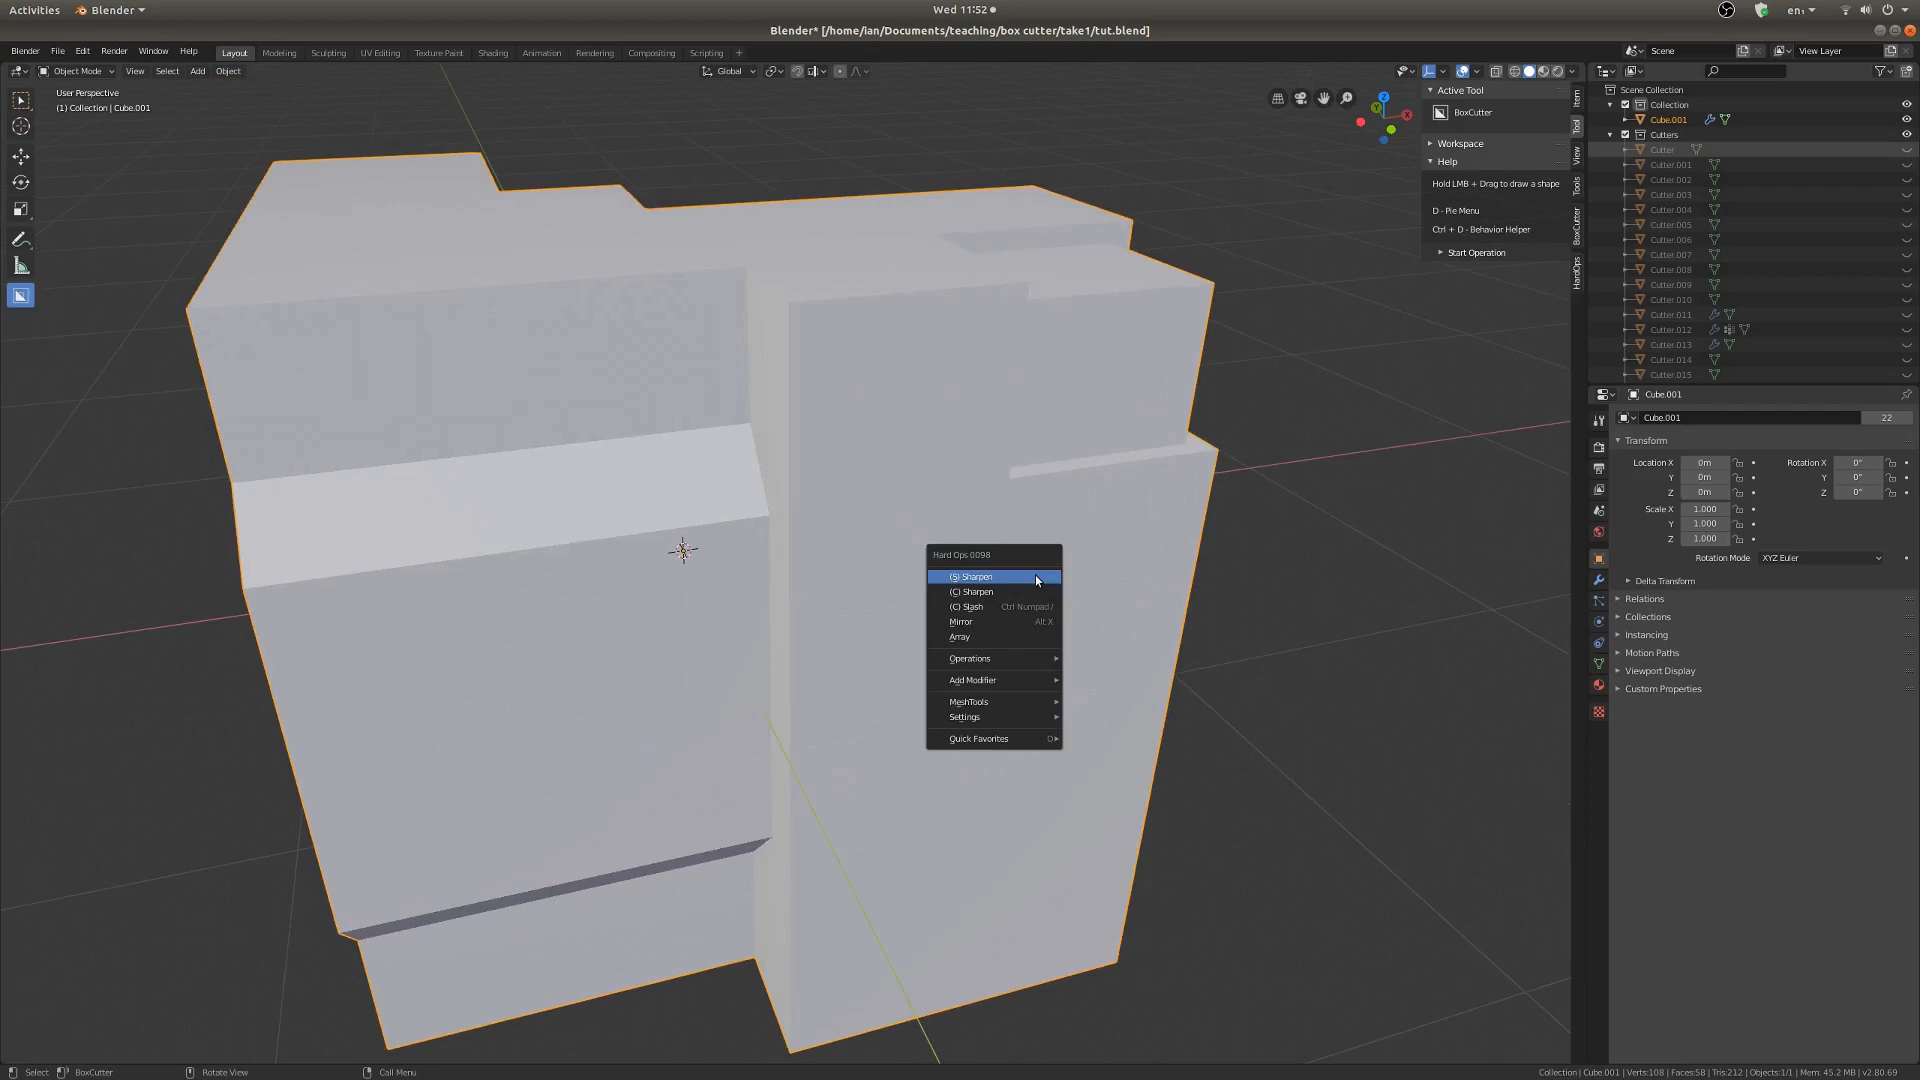 Activities Blender Wed 11:52 en₁
Blender* [/home/ian/Documents/teaching/box cutter/take1/tut.blend]
Blender File Edit Render Window Help Layout Modeling Sculpting UV Editing Texture Paint Shading Animation Rendering Compositing Scripting + Scene View Layer
Object Mode View Select Add Object Global
User Perspective
(1) Collection | Cube.001
Active Tool
BoxCutter
Workspace
Help
Hold LMB + Drag to draw a shape
D - Pie Menu
Ctrl + D - Behavior Helper
Start Operation
Item
Tool
View
Tools
BoxCutter
HardOps
Z
Y
X
Scene Collection
Collection
Cube.001
Cutters
Cutter
Cutter.001
Cutter.002
Cutter.003
Cutter.004
Cutter.005
Cutter.006
Cutter.007
Cutter.008
Cutter.009
Cutter.010
Cutter.011
Cutter.012
Cutter.013
Cutter.014
Cutter.015
Cube.001
Cube.001 22
Transform
Location X 0m Rotation X 0°
Y 0m Y 0°
Z 0m Z 0°
Scale X 1.000
Y 1.000
Z 1.000
Rotation Mode XYZ Euler
Delta Transform
Relations
Collections
Instancing
Motion Paths
Viewport Display
Custom Properties
Hard Ops 0098
(S) Sharpen
(C) Sharpen
(C) Slash Ctrl Numpad /
Mirror Alt X
Array
Operations
Add Modifier
MeshTools
Settings
Quick Favorites
Select BoxCutter Rotate View Call Menu Collection | Cube.001 | Verts:108 | Faces:58 | Tris:212 | Objects:1/1 | Mem: 45.2 MB | v2.80.69